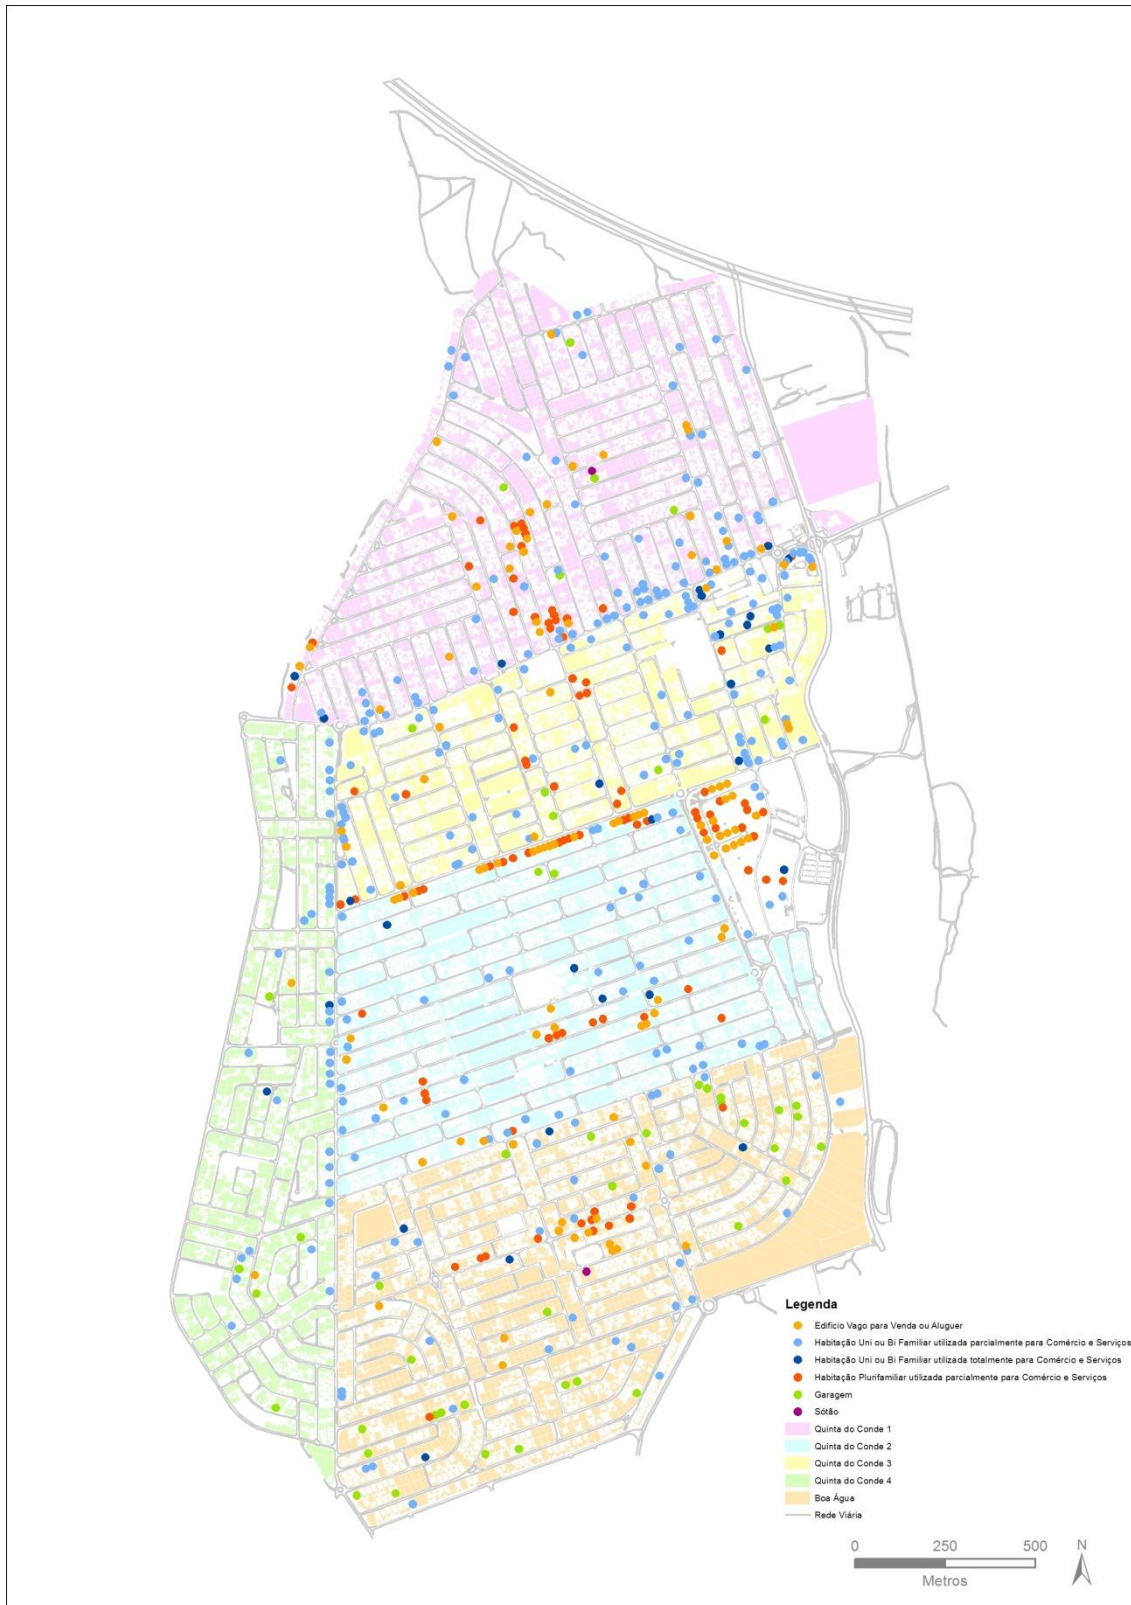 Legenda
Edifício Vago para Venda ou Aluguer
Habitação Uni ou Bi Familiar utilizada parcialmente para Comércio e Serviços
Habitação Uni ou Bi Familiar utilizada totalmente para Comércio e Serviços
Habitação Plurifamiliar utilizada parcialmente para Comércio e Serviços
Garagem
Sótão
Quinta do Conde 1
Quinta do Conde 2
Quinta do Conde 3
Quinta do Conde 4
Boa Água
Rede Viária
0 250 500 N
Metros